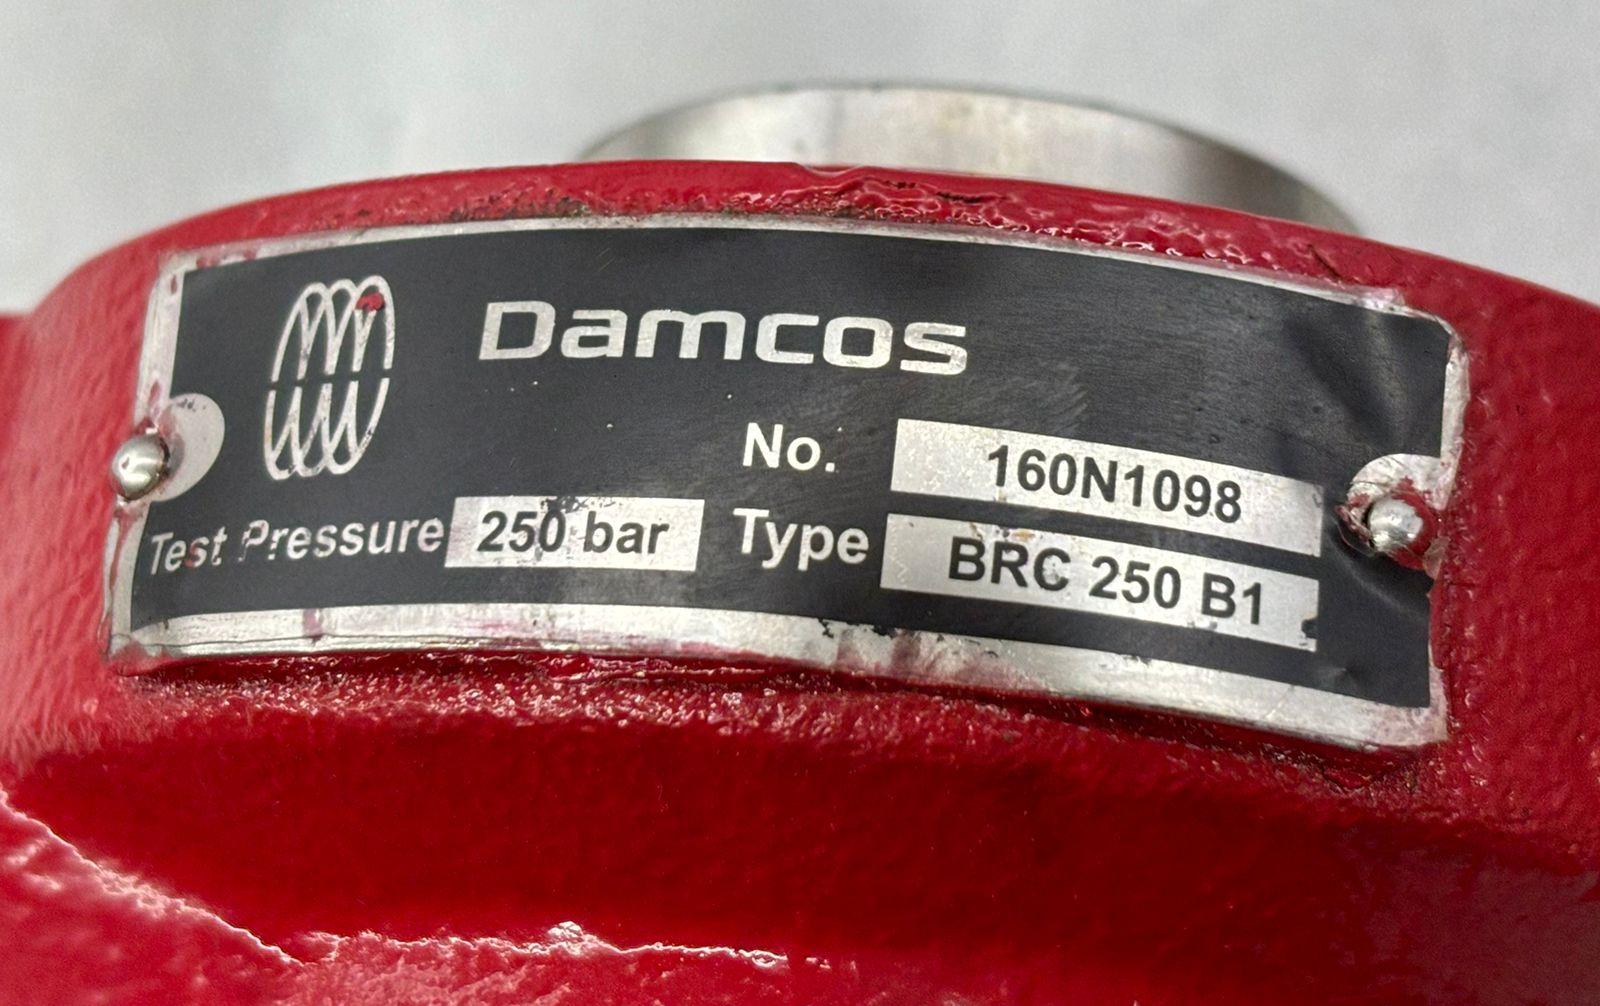 Damcos
No. 160N1098
Test Pressure 250 bar Type BRC 250 B1